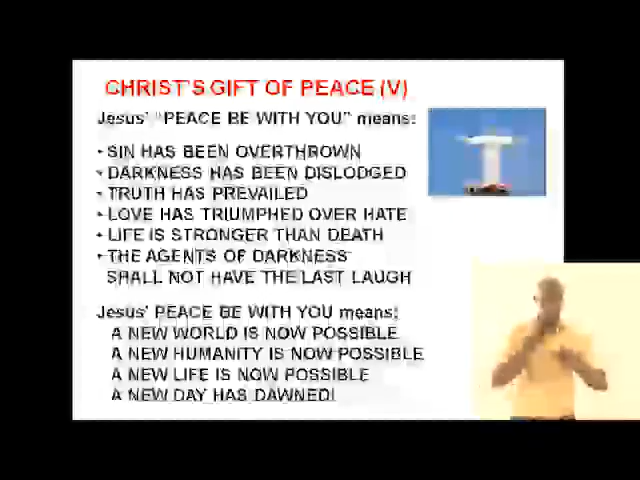 CHRIST'S GIFT OF PEACE (V)
Jesus' "PEACE BE WITH YOU" means:
• SIN HAS BEEN OVERTHROWN
• DARKNESS HAS BEEN DISLODGED
• TRUTH HAS PREVAILED
• LOVE HAS TRIUMPHED OVER HATE
• LIFE IS STRONGER THAN DEATH
• THE AGENTS OF DARKNESS
SHALL NOT HAVE THE LAST LAUGH
Jesus' PEACE BE WITH YOU means:
A NEW WORLD IS NOW POSSIBLE
A NEW HUMANITY IS NOW POSSIBLE
A NEW LIFE IS NOW POSSIBLE
A NEW DAY HAS DAWNED!